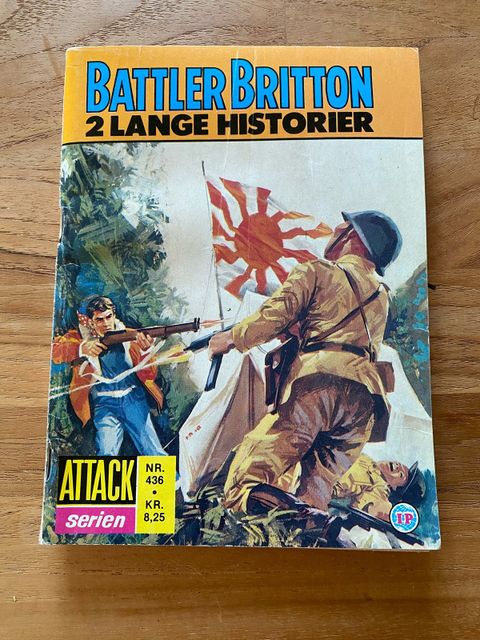 BATTLER BRITTON
2 LANGE HISTORIER
ATTACK
serien
NR.
436
•
KR.
8,25
I·P